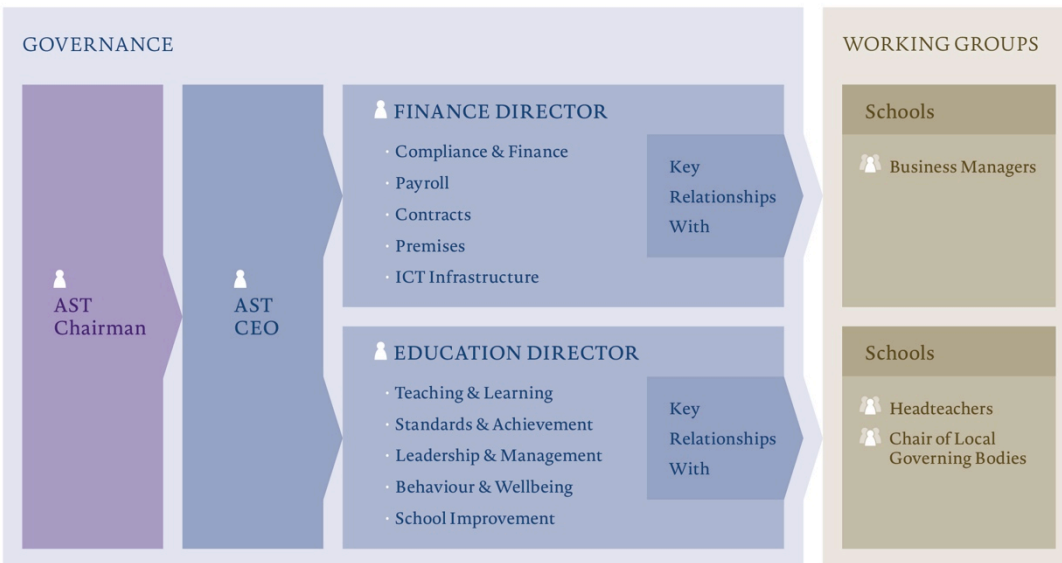 GOVERNANCE
AST
Chairman
AST
CEO
FINANCE DIRECTOR
· Compliance & Finance
· Payroll
· Contracts
· Premises
· ICT Infrastructure
Key
Relationships
With
EDUCATION DIRECTOR
· Teaching & Learning
· Standards & Achievement
· Leadership & Management
· Behaviour & Wellbeing
· School Improvement
Key
Relationships
With
WORKING GROUPS
Schools
Business Managers
Schools
Headteachers
Chair of Local
Governing Bodies